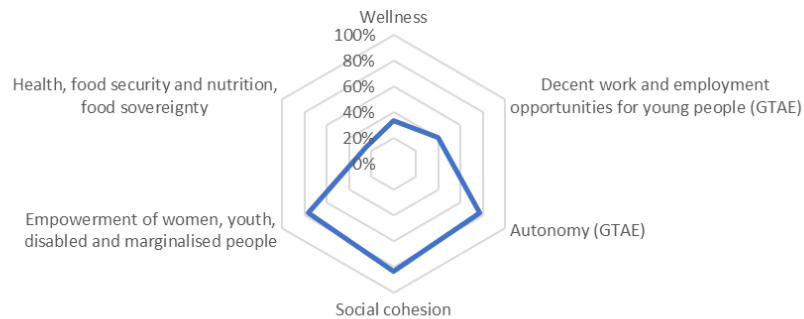 Wellness
100%
80%
60%
40%
20%
0%
Health, food security and nutrition,
food sovereignty
Decent work and employment
opportunities for young people (GTAE)
Empowerment of women, youth,
disabled and marginalised people
Autonomy (GTAE)
Social cohesion